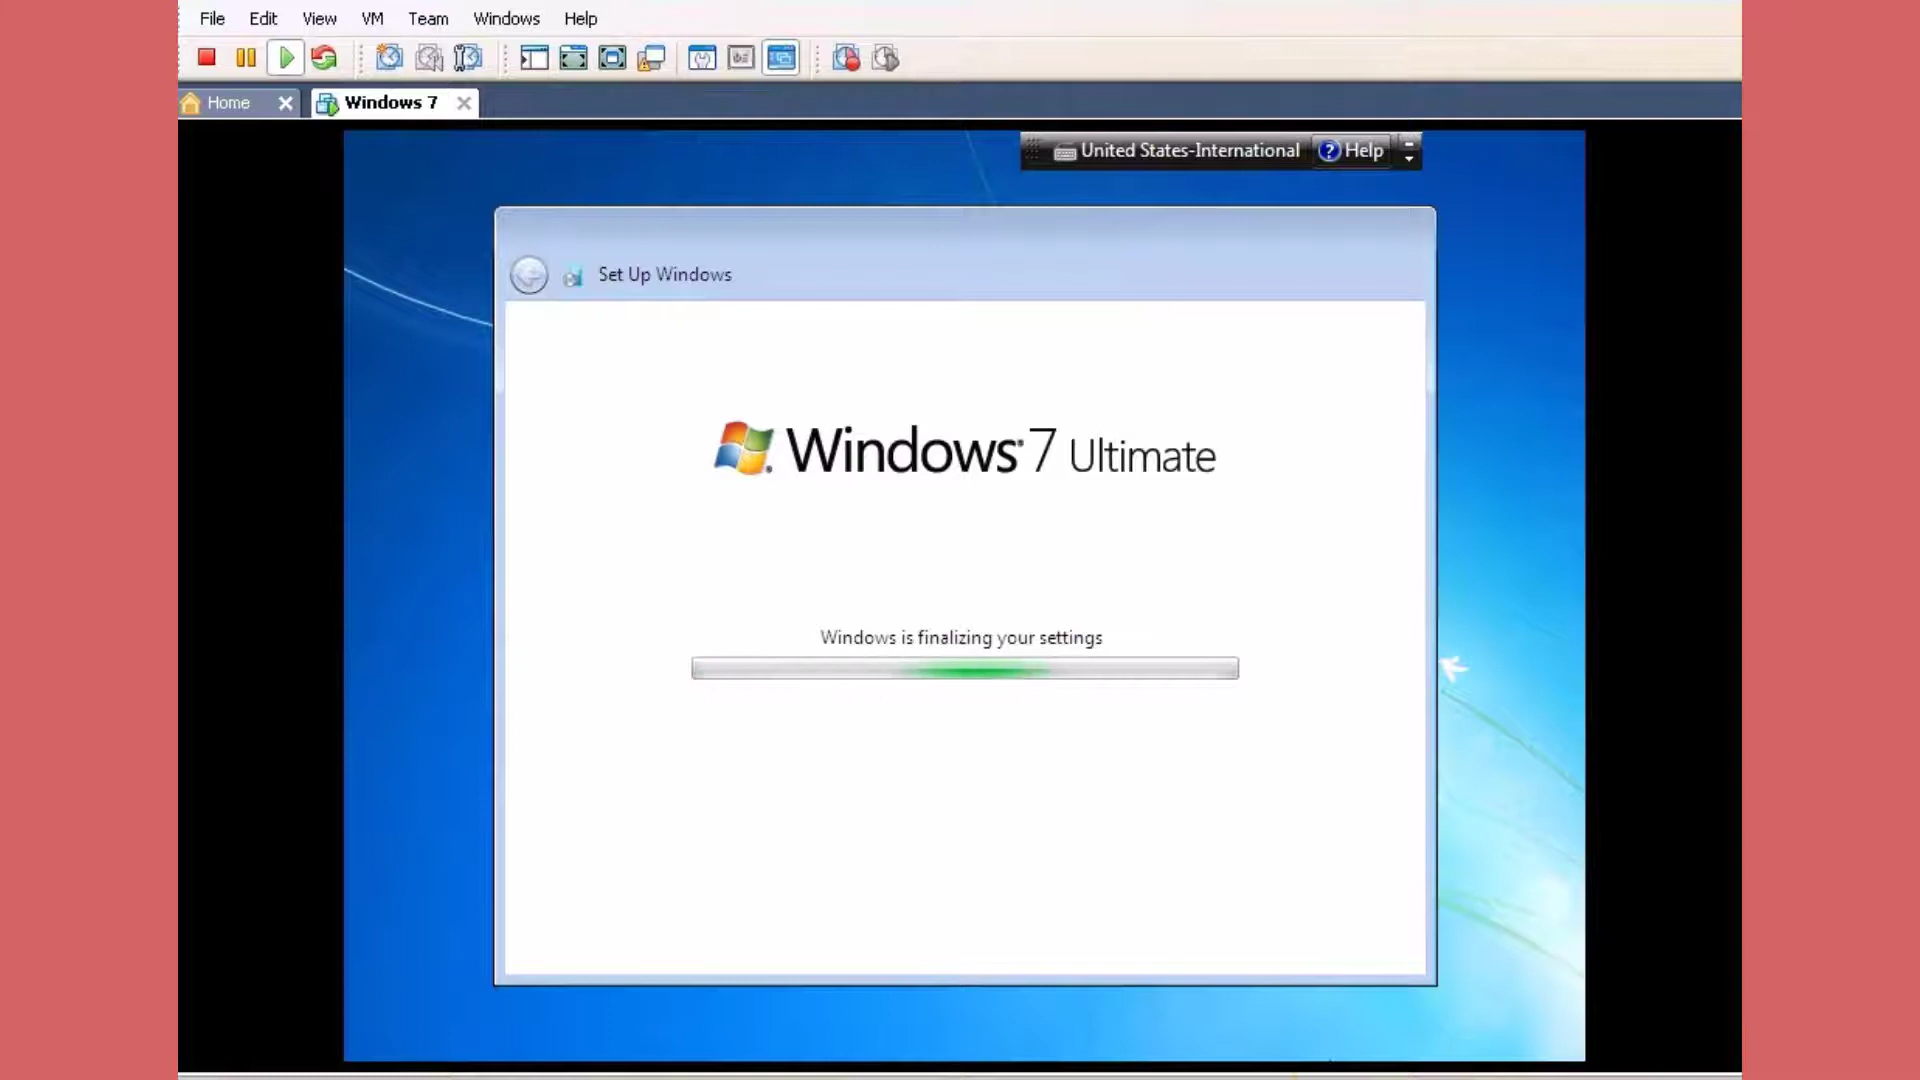 File Edit View VM Team Windows Help
Home Windows 7
United States-International Help
Set Up Windows
Windows 7 Ultimate
Windows is finalizing your settings